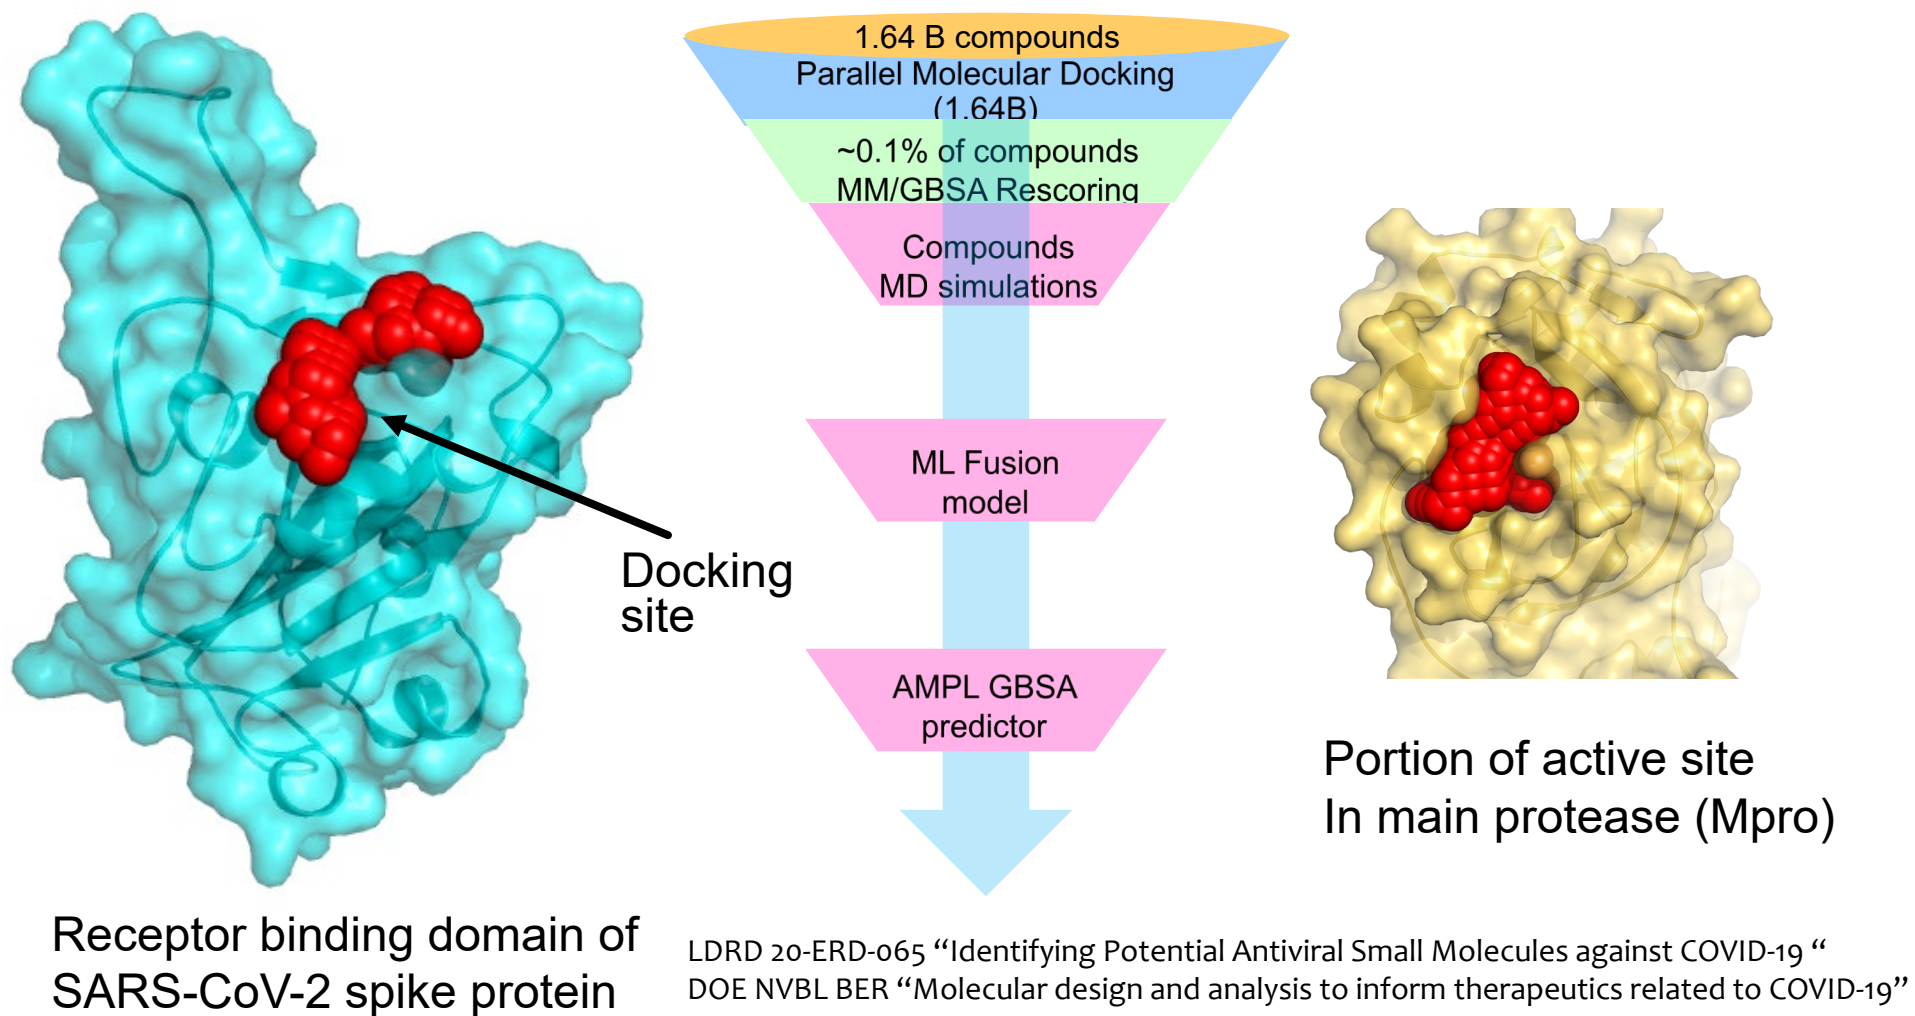 1.64 B compounds
Parallel Molecular Docking
(1.64B)
~0.1% of compounds
MM/GBSA Rescoring
Compounds
MD simulations
ML Fusion
model
AMPL GBSA
predictor
Docking
site
Portion of active site
In main protease (Mpro)
Receptor binding domain of
SARS-CoV-2 spike protein
LDRD 20-ERD-065 “Identifying Potential Antiviral Small Molecules against COVID-19 “
DOE NVBL BER “Molecular design and analysis to inform therapeutics related to COVID-19”